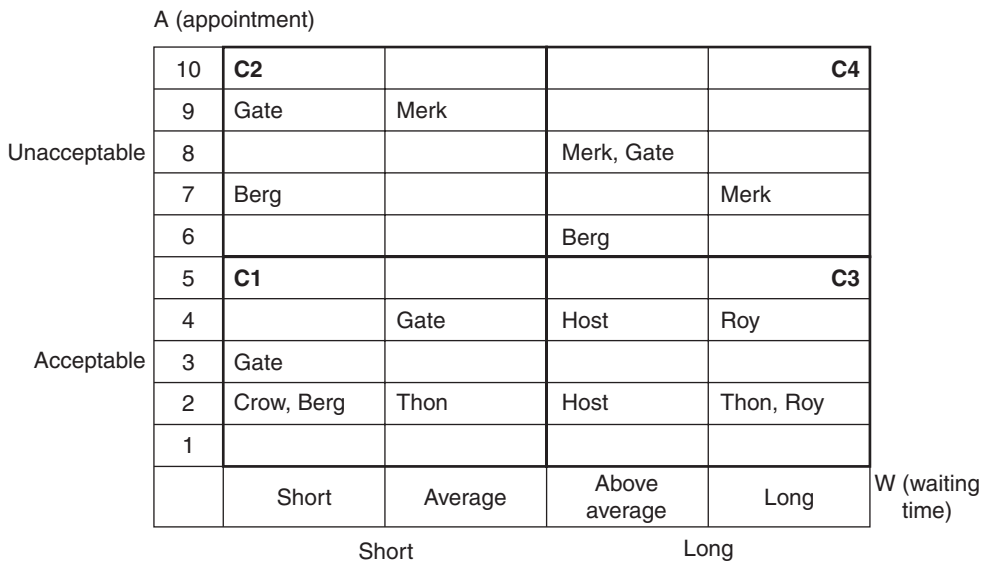 A (appointment)
10 C2 C4
9 Gate Merk
Unacceptable 8 Merk, Gate
7 Berg Merk
6 Berg
5 C1 C3
4 Gate Host Roy
Acceptable 3 Gate
2 Crow, Berg Thon Host Thon, Roy
1
Short Average Above average Long W (waiting time)
Short Long